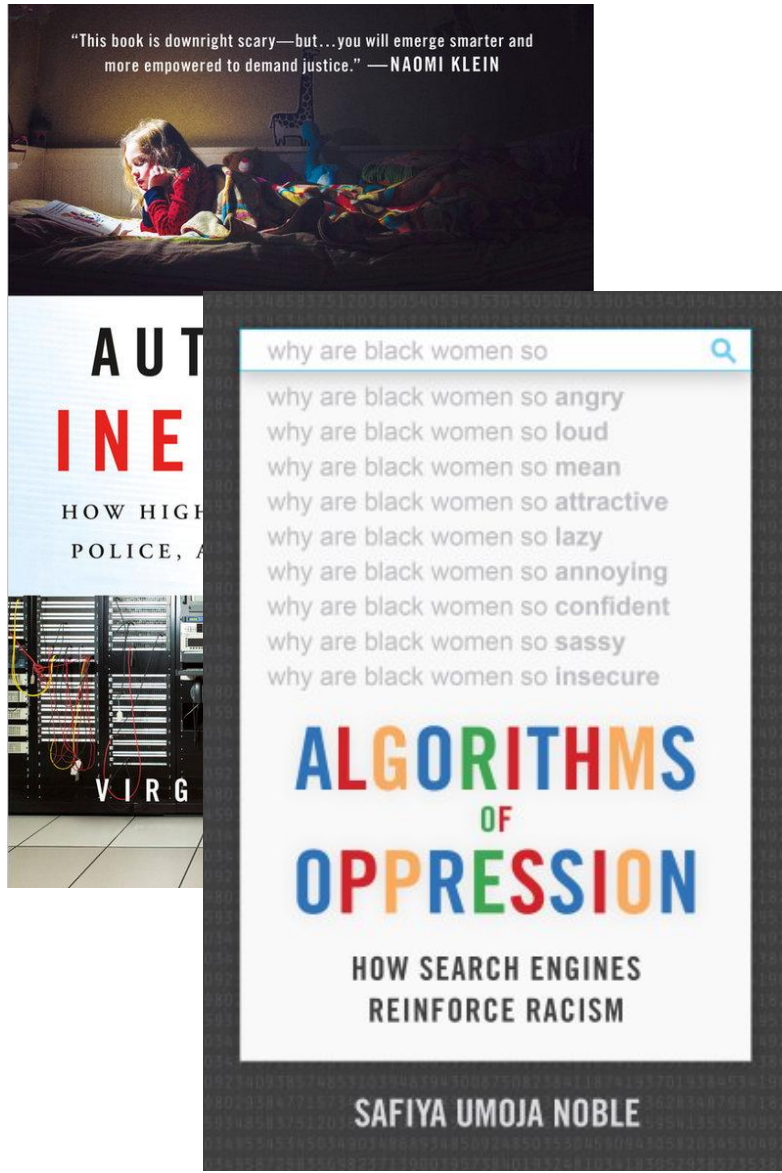 “This book is downright scary—but...you will emerge smarter and
more empowered to demand justice.” —NAOMI KLEIN
AUT
INE
HOW HIGH
POLICE, A
VIRG
why are black women so
why are black women so angry
why are black women so loud
why are black women so mean
why are black women so attractive
why are black women so lazy
why are black women so annoying
why are black women so confident
why are black women so sassy
why are black women so insecure
ALGORITHMS
OF
OPPRESSION
HOW SEARCH ENGINES
REINFORCE RACISM
SAFIYA UMOJA NOBLE